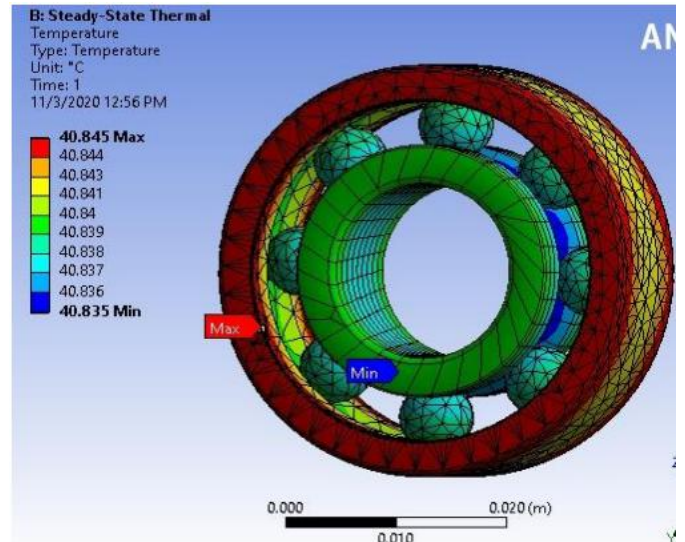 B: Steady-State Thermal
Temperature
Type: Temperature
Unit: °C
Time: 1
11/3/2020 12:56 PM
AN
40.845 Max
40.844
40.843
40.841
40.84
40.839
40.838
40.837
40.836
40.835 Min
Max
Min
0.000 0.020 (m)
0.010
Z
Y